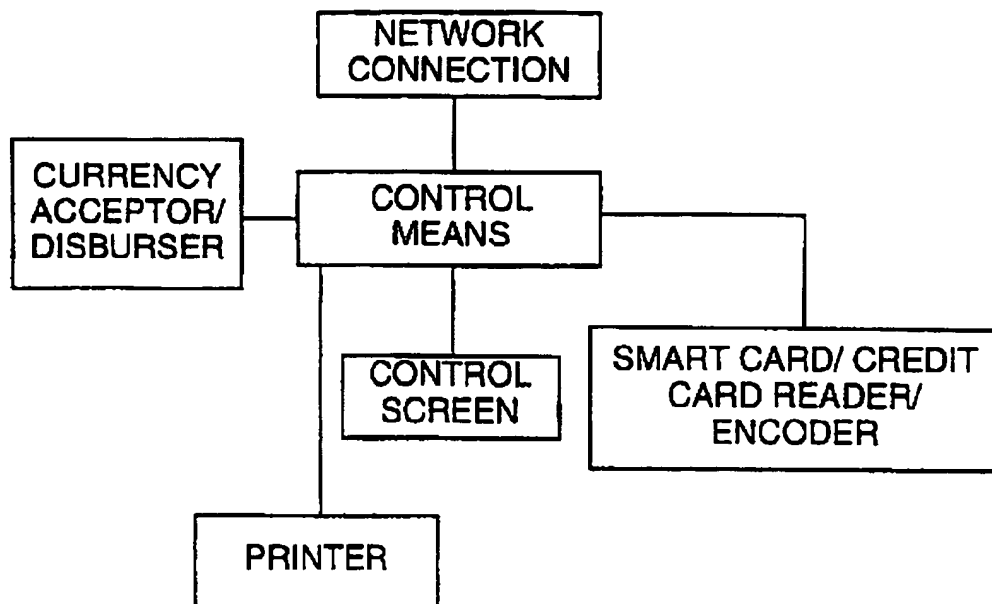 NETWORK
CONNECTION
CURRENCY
ACCEPTOR/
DISBURSER
CONTROL
MEANS
CONTROL
SCREEN
SMART CARD/ CREDIT
CARD READER/
ENCODER
PRINTER